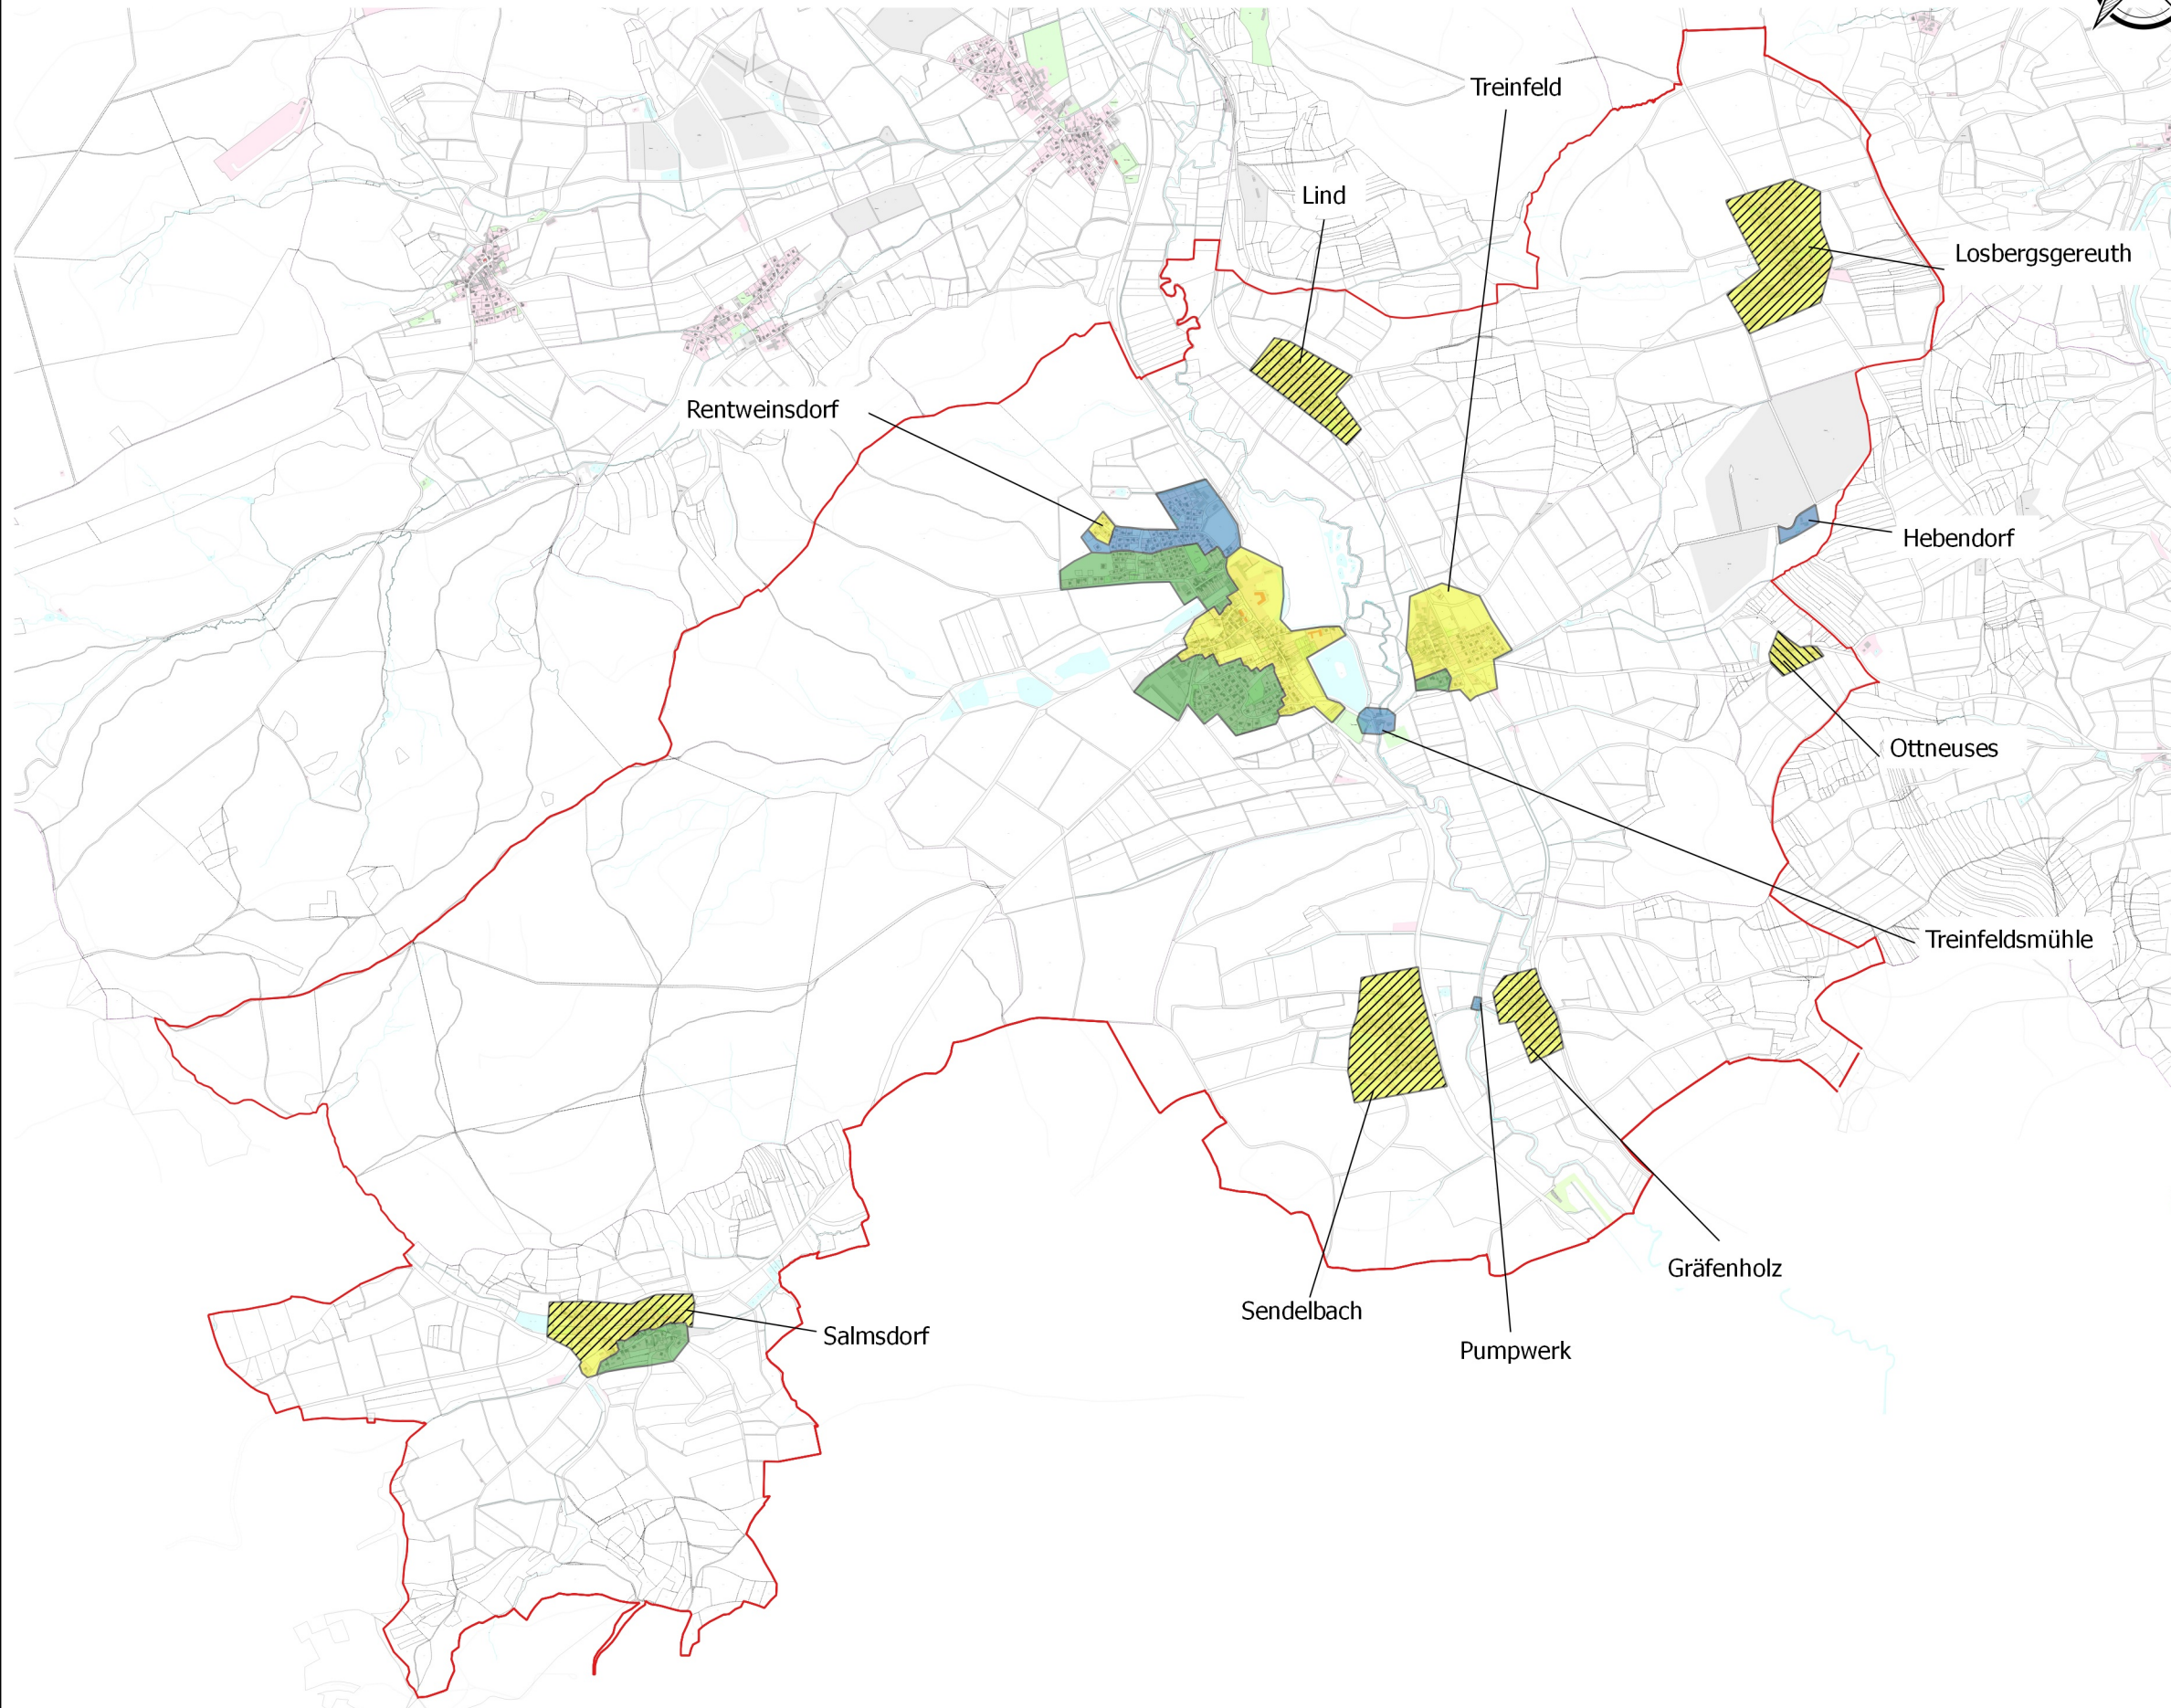 Treinfeld
Lind
Losbergsgereuth
Rentweinsdorf
Hebendorf
Ottneuses
Treinfeldsmühle
Gräfenholz
Sendelbach
Salmsdorf
Pumpwerk